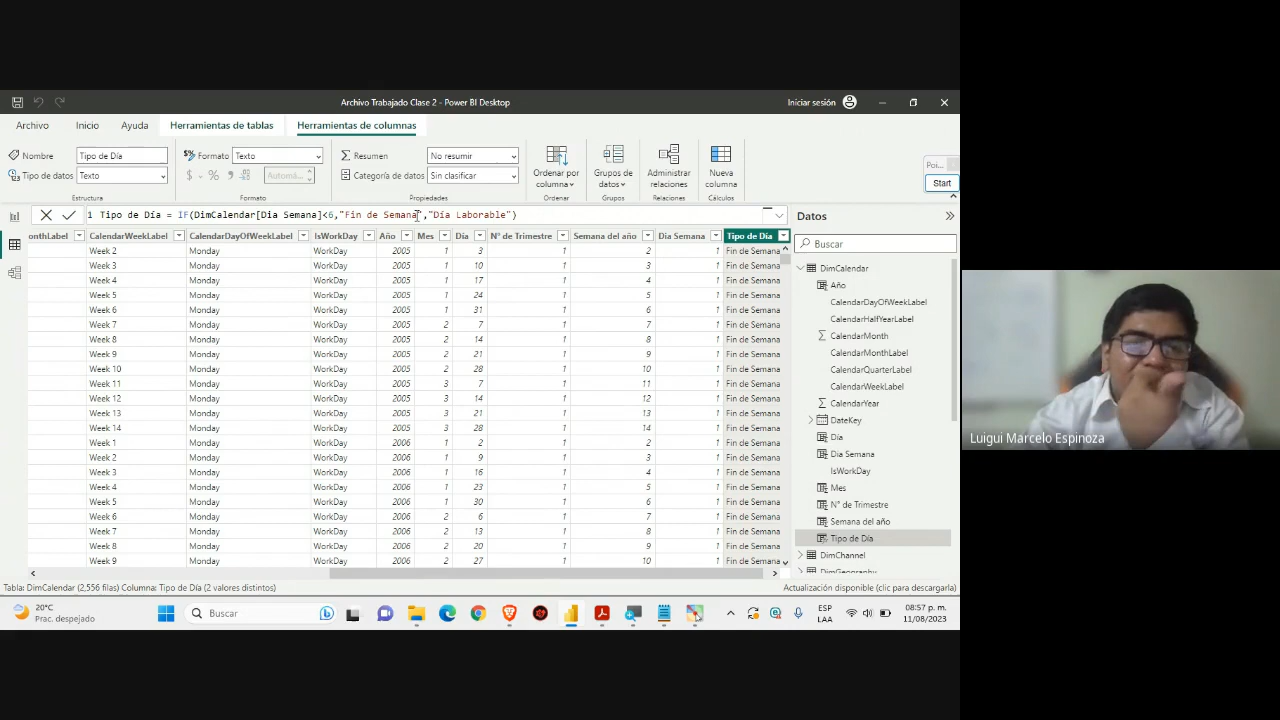 Archivo Trabajado Clase 2 - Power BI Desktop
Iniciar sesión
Archivo Inicio Ayuda Herramientas de tablas Herramientas de columnas
Nombre Tipo de Día
Tipo de datos Texto
Estructura
Formato Texto
$ % Automá...
Formato
Resumen No resumir
Categoría de datos Sin clasificar
Propiedades
Ordenar por columna
Ordenar
Grupos de datos
Grupos
Administrar relaciones
Relaciones
Nueva columna
Cálculos
Poi...
Start
1 Tipo de Día = IF(DimCalendar[Dia Semana]<6,"Fin de Semana","Día Laborable")
onthLabel CalendarWeekLabel CalendarDayOfWeekLabel IsWorkDay Año Mes Día N° de Trimestre Semana del año Dia Semana Tipo de Día
Week 2 Monday WorkDay 2005 1 3 1 2 1 Fin de Semana
Week 3 Monday WorkDay 2005 1 10 1 3 1 Fin de Semana
Week 4 Monday WorkDay 2005 1 17 1 4 1 Fin de Semana
Week 5 Monday WorkDay 2005 1 24 1 5 1 Fin de Semana
Week 6 Monday WorkDay 2005 1 31 1 6 1 Fin de Semana
Week 7 Monday WorkDay 2005 2 7 1 7 1 Fin de Semana
Week 8 Monday WorkDay 2005 2 14 1 8 1 Fin de Semana
Week 9 Monday WorkDay 2005 2 21 1 9 1 Fin de Semana
Week 10 Monday WorkDay 2005 2 28 1 10 1 Fin de Semana
Week 11 Monday WorkDay 2005 3 7 1 11 1 Fin de Semana
Week 12 Monday WorkDay 2005 3 14 1 12 1 Fin de Semana
Week 13 Monday WorkDay 2005 3 21 1 13 1 Fin de Semana
Week 14 Monday WorkDay 2005 3 28 1 14 1 Fin de Semana
Week 1 Monday WorkDay 2006 1 2 1 2 1 Fin de Semana
Week 2 Monday WorkDay 2006 1 9 1 3 1 Fin de Semana
Week 3 Monday WorkDay 2006 1 16 1 4 1 Fin de Semana
Week 4 Monday WorkDay 2006 1 23 1 5 1 Fin de Semana
Week 5 Monday WorkDay 2006 1 30 1 6 1 Fin de Semana
Week 6 Monday WorkDay 2006 2 6 1 7 1 Fin de Semana
Week 7 Monday WorkDay 2006 2 13 1 8 1 Fin de Semana
Week 8 Monday WorkDay 2006 2 20 1 9 1 Fin de Semana
Week 9 Monday WorkDay 2006 2 27 1 10 1 Fin de Semana
Datos
Buscar
DimCalendar
Año
CalendarDayOfWeekLabel
CalendarHalfYearLabel
CalendarMonth
CalendarMonthLabel
CalendarQuarterLabel
CalendarWeekLabel
CalendarYear
DateKey
Día
Dia Semana
IsWorkDay
Mes
N° de Trimestre
Semana del año
Tipo de Día
DimChannel
DimGeography
Tabla: DimCalendar (2,556 filas) Columna: Tipo de Día (2 valores distintos)
Actualización disponible (clic para descargarla)
20°C
Prac. despejado
Buscar
ESP
LAA
08:57 p. m.
11/08/2023
Luigui Marcelo Espinoza